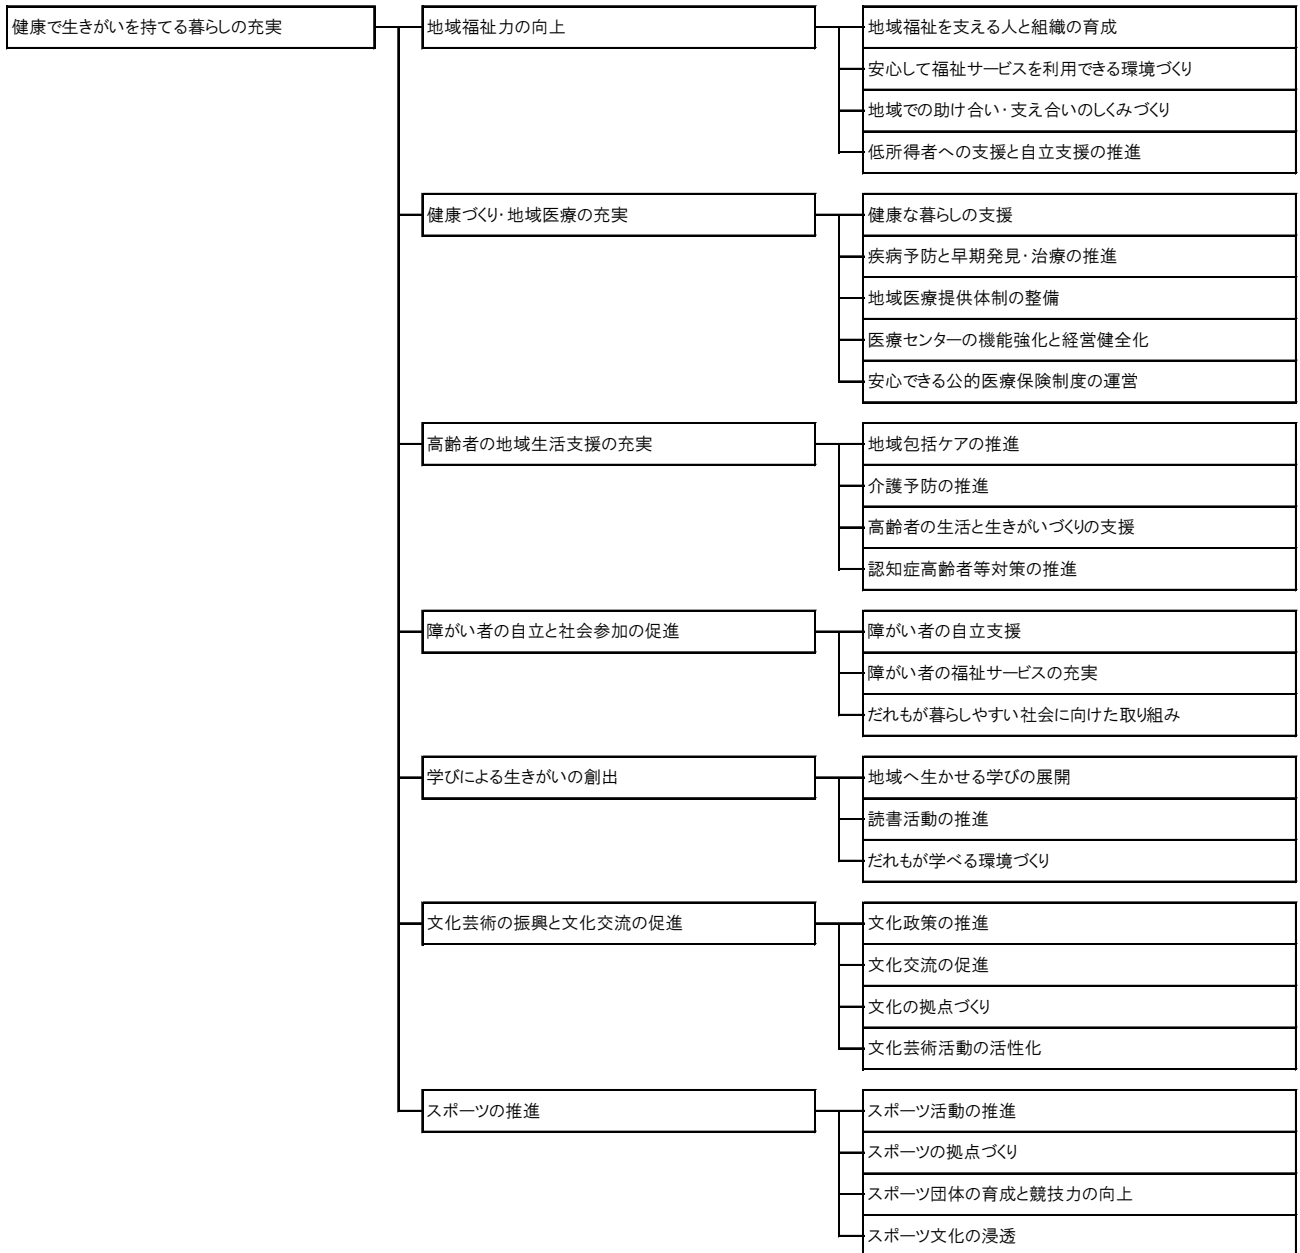 健康で生きがいを持てる暮らしの充実
地域福祉力の向上
地域福祉を支える人と組織の育成
安心して福祉サービスを利用できる環境づくり
地域での助け合い・支え合いのしくみづくり
低所得者への支援と自立支援の推進
健康づくり・地域医療の充実
健康な暮らしの支援
疾病予防と早期発見・治療の推進
地域医療提供体制の整備
医療センターの機能強化と経営健全化
安心できる公的医療保険制度の運営
高齢者の地域生活支援の充実
地域包括ケアの推進
介護予防の推進
高齢者の生活と生きがいづくりの支援
認知症高齢者等対策の推進
障がい者の自立と社会参加の促進
障がい者の自立支援
障がい者の福祉サービスの充実
だれもが暮らしやすい社会に向けた取り組み
学びによる生きがいの創出
地域へ生かせる学びの展開
読書活動の推進
だれもが学べる環境づくり
文化芸術の振興と文化交流の促進
文化政策の推進
文化交流の促進
文化の拠点づくり
文化芸術活動の活性化
スポーツの推進
スポーツ活動の推進
スポーツの拠点づくり
スポーツ団体の育成と競技力の向上
スポーツ文化の浸透